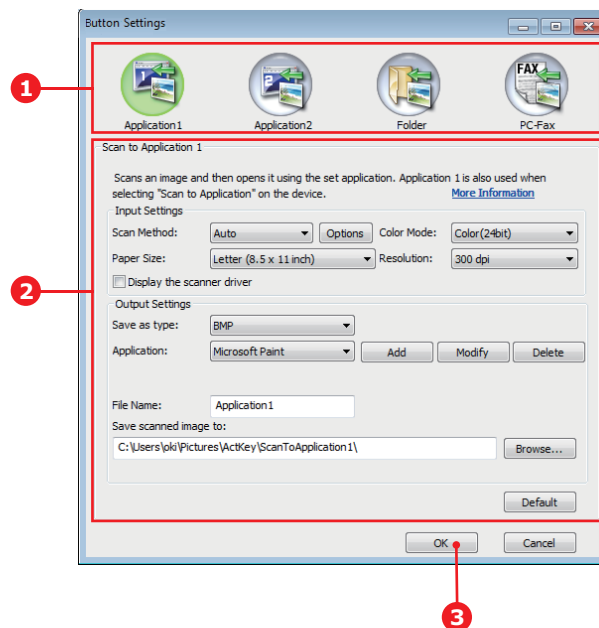 Button Settings
1
FAX
2
Application1 Application2 Folder PC-Fax
Scan to Application 1
Scans an image and then opens it using the set application. Application 1 is also used when
selecting "Scan to Application" on the device. More Information
Input Settings
Scan Method: Auto Options Color Mode: Color(24bit)
Paper Size: Letter (8.5 x 11 inch) Resolution: 300 dpi
Display the scanner driver
2
Output Settings
Save as type: BMP
Application: Microsoft Paint Add Modify Delete
File Name: Application1
Save scanned image to:
C:\Users\oki\Pictures\ActKey\ScanToApplication1\ Browse...
Default
OK Cancel
3